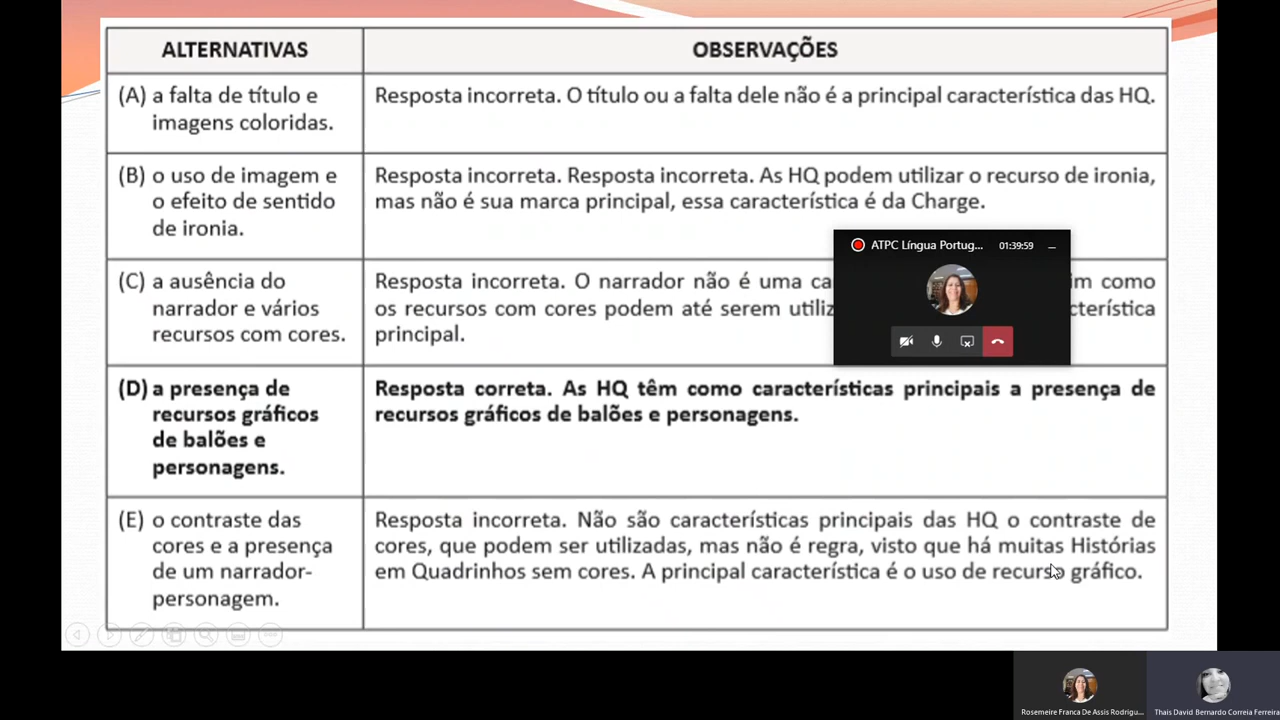 ALTERNATIVAS
OBSERVAÇÕES
(A) a falta de título e
imagens coloridas.
Resposta incorreta. O título ou a falta dele não é a principal característica das HQ.
(B) o uso de imagem e
o efeito de sentido
de ironia.
Resposta incorreta. Resposta incorreta. As HQ podem utilizar o recurso de ironia,
mas não é sua marca principal, essa característica é da Charge.
(C) a ausência do
narrador e vários
recursos com cores.
Resposta incorreta. O narrador não é uma como
os recursos com cores podem até serem
principal.
ATPC Língua Portug...
01:39:59
(D) a presença de
recursos gráficos
de balões e
personagens.
Resposta correta. As HQ têm como características principais a presença de
recursos gráficos de balões e personagens.
(E) o contraste das
cores e a presença
de um narrador-
personagem.
Resposta incorreta. Não são características principais das HQ o contraste de
cores, que podem ser utilizadas, mas não é regra, visto que há muitas Histórias
em Quadrinhos sem cores. A principal característica é o uso de recurso gráfico.
Rosemeire Franca De Assis Rodrigu...
Thais David Bernardo Correia Ferreira